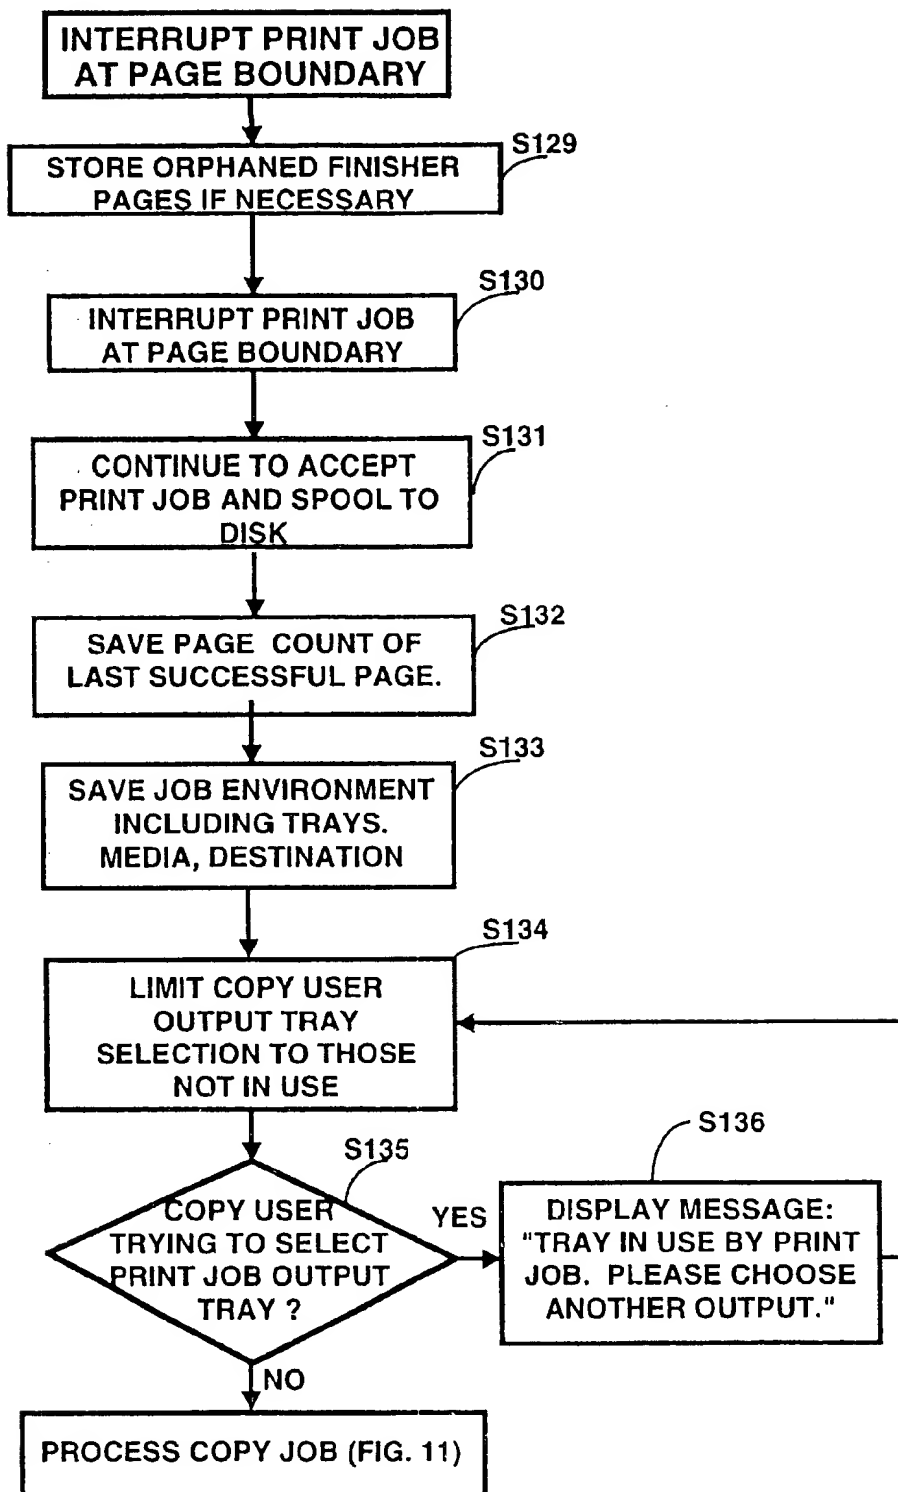 INTERRUPT PRINT JOB
AT PAGE BOUNDARY
S129
STORE ORPHANED FINISHER
PAGES IF NECESSARY
S130
INTERRUPT PRINT JOB
AT PAGE BOUNDARY
S131
CONTINUE TO ACCEPT
PRINT JOB AND SPOOL TO
DISK
S132
SAVE PAGE COUNT OF
LAST SUCCESSFUL PAGE.
S133
SAVE JOB ENVIRONMENT
INCLUDING TRAYS.
MEDIA, DESTINATION
S134
LIMIT COPY USER
OUTPUT TRAY
SELECTION TO THOSE
NOT IN USE
S135
COPY USER
TRYING TO SELECT
PRINT JOB OUTPUT
TRAY ?
YES
S136
DISPLAY MESSAGE:
"TRAY IN USE BY PRINT
JOB. PLEASE CHOOSE
ANOTHER OUTPUT."
NO
PROCESS COPY JOB (FIG. 11)